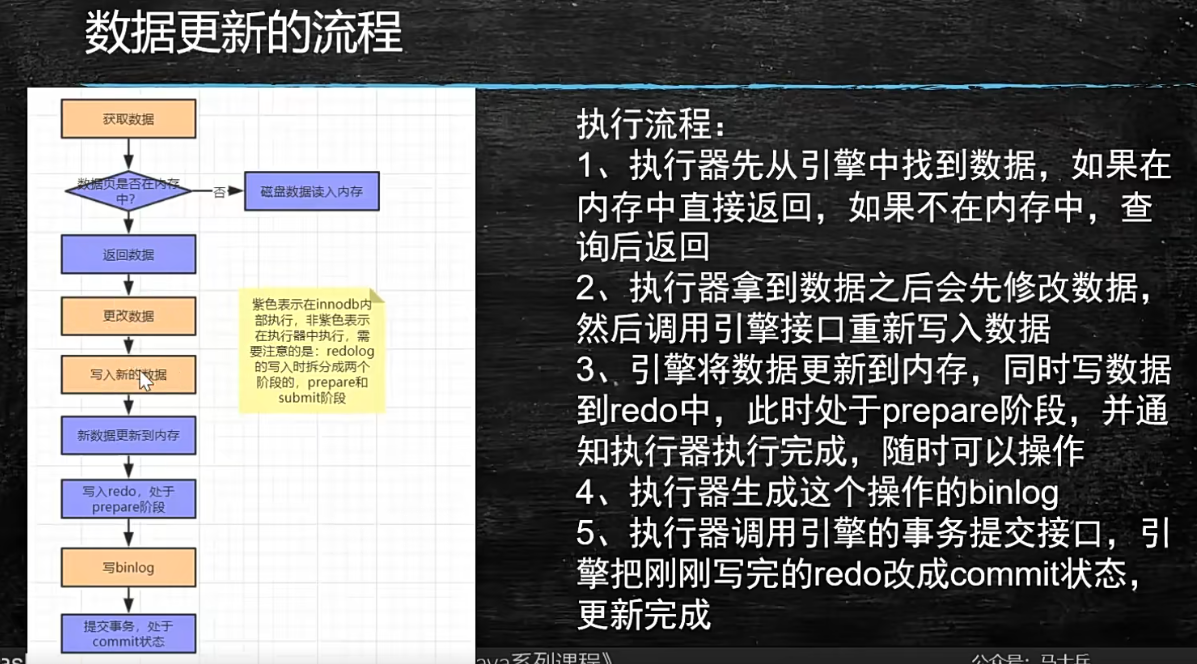 数据更新的流程
获取数据
数据页是否在内存
中?
否
磁盘数据读入内存
返回数据
更改数据
写入新的数据
新数据更新到内存
写入redo，处于
prepare阶段
写binlog
提交事务，处于
commit状态
紫色表示在innodb内
部执行，非紫色表示
在执行器中执行，需
要注意的是：redolog
的写入时拆分成两个
阶段的，prepare和
submit阶段
执行流程：
1、执行器先从引擎中找到数据，如果在
内存中直接返回，如果不在内存中，查
询后返回
2、执行器拿到数据之后会先修改数据，
然后调用引擎接口重新写入数据
3、引擎将数据更新到内存，同时写数据
到redo中，此时处于prepare阶段，并通
知执行器执行完成，随时可以操作
4、执行器生成这个操作的binlog
5、执行器调用引擎的事务提交接口，引
擎把刚刚写完的redo改成commit状态，
更新完成
ava系列课程》
公众号：马士兵